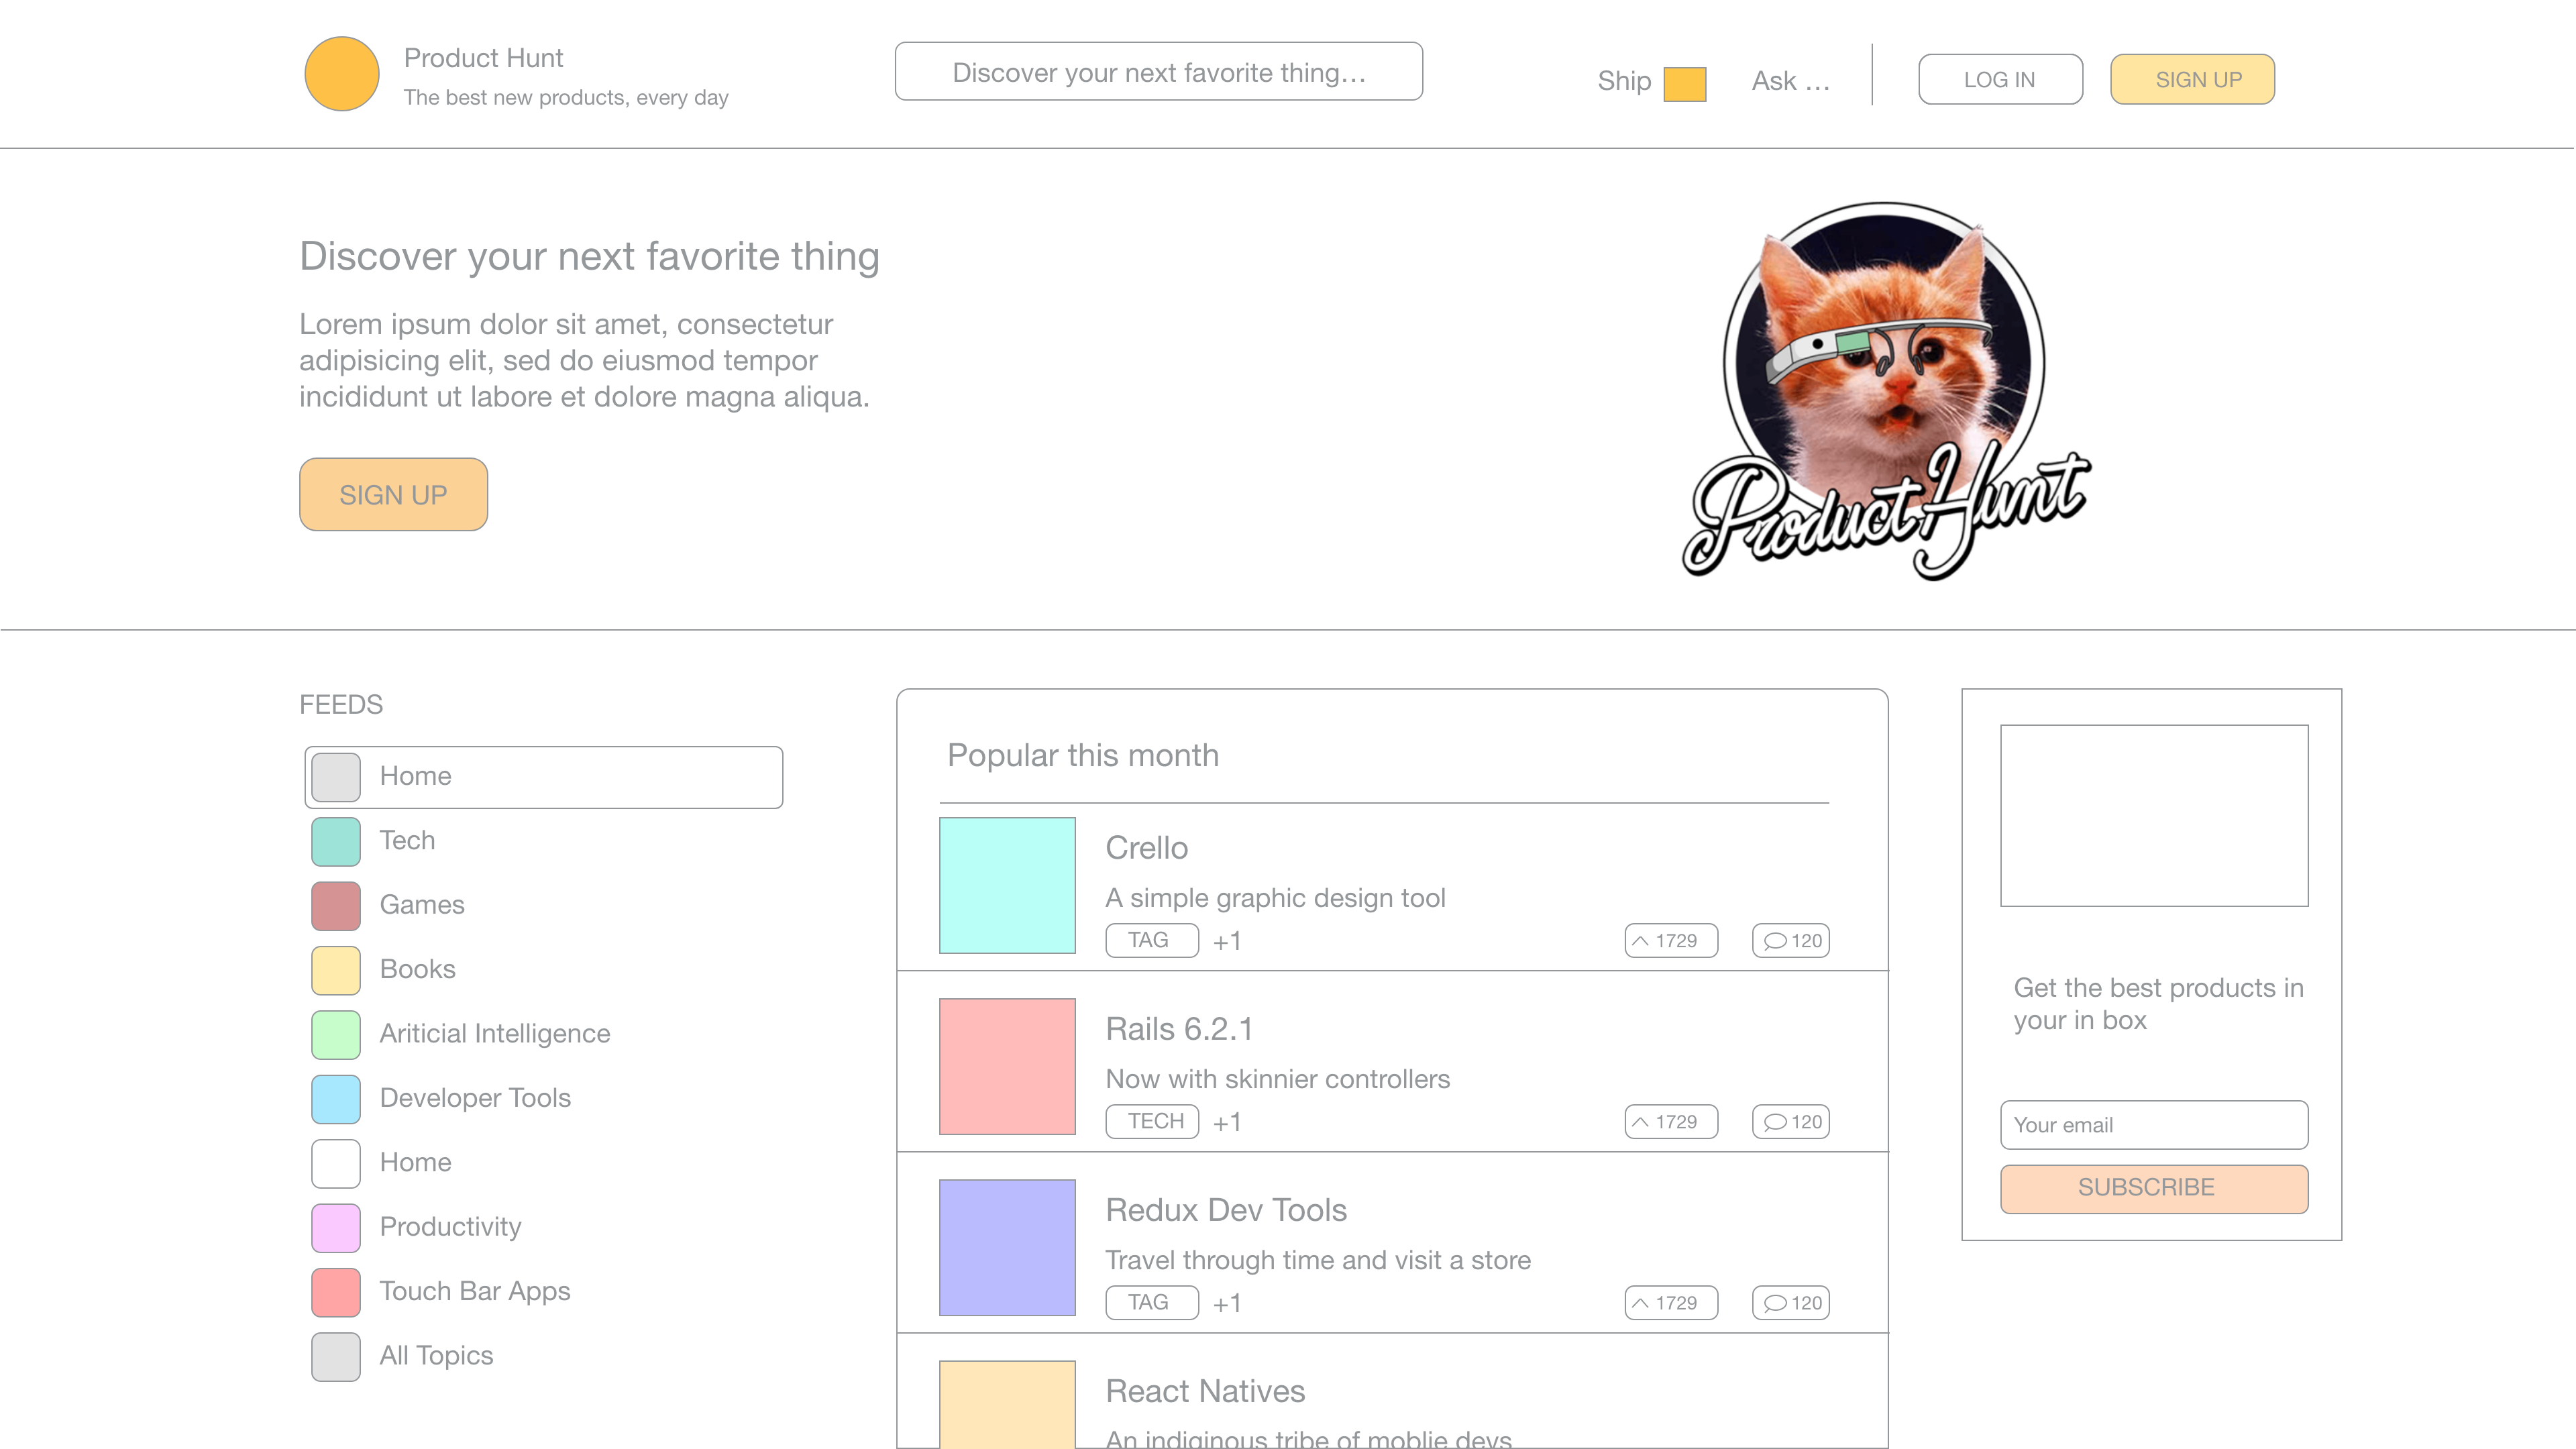 Product Hunt
The best new products, every day
Discover your next favorite thing…
Ship
Ask …
LOG IN
SIGN UP
Discover your next favorite thing
Lorem ipsum dolor sit amet, consectetur
adipisicing elit, sed do eiusmod tempor
incididunt ut labore et dolore magna aliqua.
SIGN UP
Product Hunt
FEEDS
Home
Tech
Games
Books
Ariticial Intelligence
Developer Tools
Home
Productivity
Touch Bar Apps
All Topics
Popular this month
Crello
A simple graphic design tool
TAG +1 1729 120
Rails 6.2.1
Now with skinnier controllers
TECH +1 1729 120
Redux Dev Tools
Travel through time and visit a store
TAG +1 1729 120
React Natives
An indiginous tribe of moblie devs
Get the best products in
your in box
Your email
SUBSCRIBE